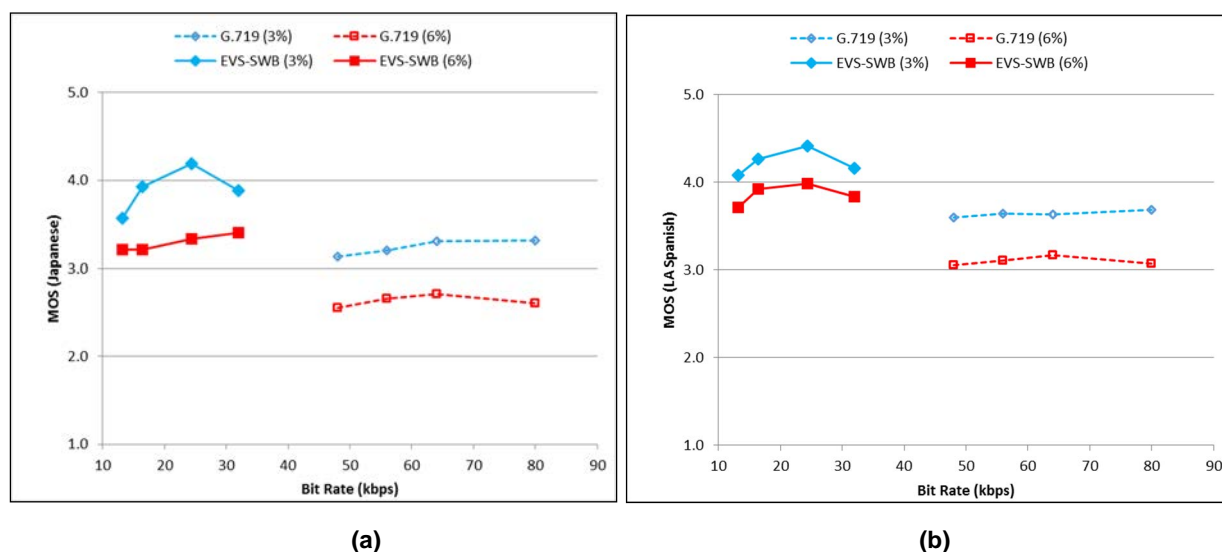 G.719 (3%) G.719 (6%)
EVS-SWB (3%) EVS-SWB (6%)
5.0
4.0
3.0
2.0
1.0
MOS (Japanese)
10 20 30 40 50 60 70 80 90
Bit Rate (kbps)
(a)
G.719 (3%) G.719 (6%)
EVS-SWB (3%) EVS-SWB (6%)
5.0
4.0
3.0
2.0
1.0
MOS (LA Spanish)
10 20 30 40 50 60 70 80 90
Bit Rate (kbps)
(b)